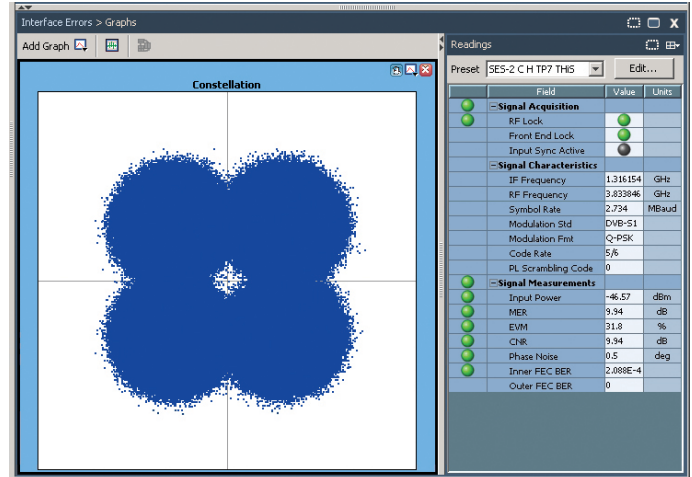 Interface Errors > Graphs
Add Graph
Constellation
Readings
Preset SES-2 C H TP7 THiS Edit...
Field Value Units
Signal Acquisition
RF Lock
Front End Lock
Input Sync Active
Signal Characteristics
IF Frequency 1.316154 GHz
RF Frequency 3.833846 GHz
Symbol Rate 2.734 MBaud
Modulation Std DVB-S1
Modulation Fmt Q-PSK
Code Rate 5/6
PL Scrambling Code 0
Signal Measurements
Input Power -46.57 dBm
MER 9.94 dB
EVM 31.8 %
CNR 9.94 dB
Phase Noise 0.5 deg
Inner FEC BER 2.088E-4
Outer FEC BER 0